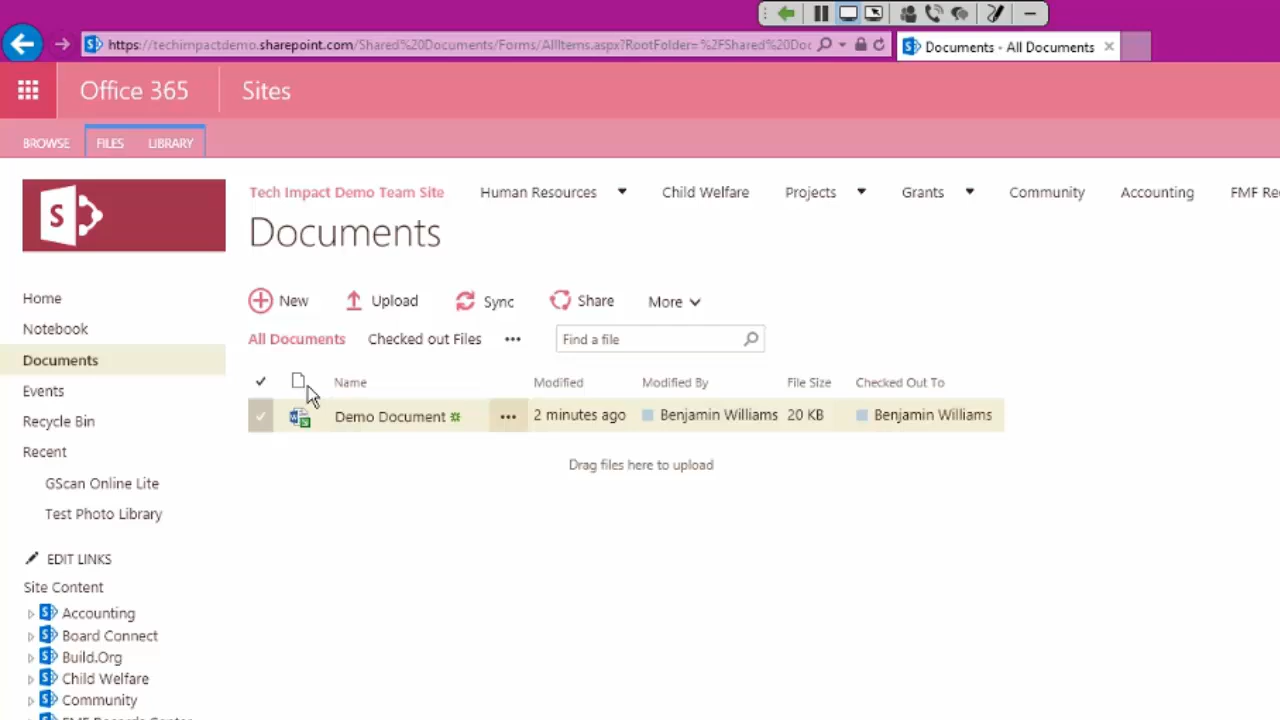 https://techimpactdemo.sharepoint.com/Shared%20Documents/Forms/AllItems.aspx?RootFolder=%2FShared%20Doc
Documents - All Documents
Office 365
Sites
BROWSE
FILES
LIBRARY
S
Tech Impact Demo Team Site
Human Resources
Child Welfare
Projects
Grants
Community
Accounting
FMF Re
Documents
Home
Notebook
Documents
Events
Recycle Bin
Recent
GScan Online Lite
Test Photo Library
EDIT LINKS
Site Content
Accounting
Board Connect
Build.Org
Child Welfare
Community
FMF Records Center
New
Upload
Sync
Share
More
All Documents
Checked out Files
•••
Find a file
Name
Modified
Modified By
File Size
Checked Out To
Demo Document
•••
2 minutes ago
Benjamin Williams
20 KB
Benjamin Williams
Drag files here to upload